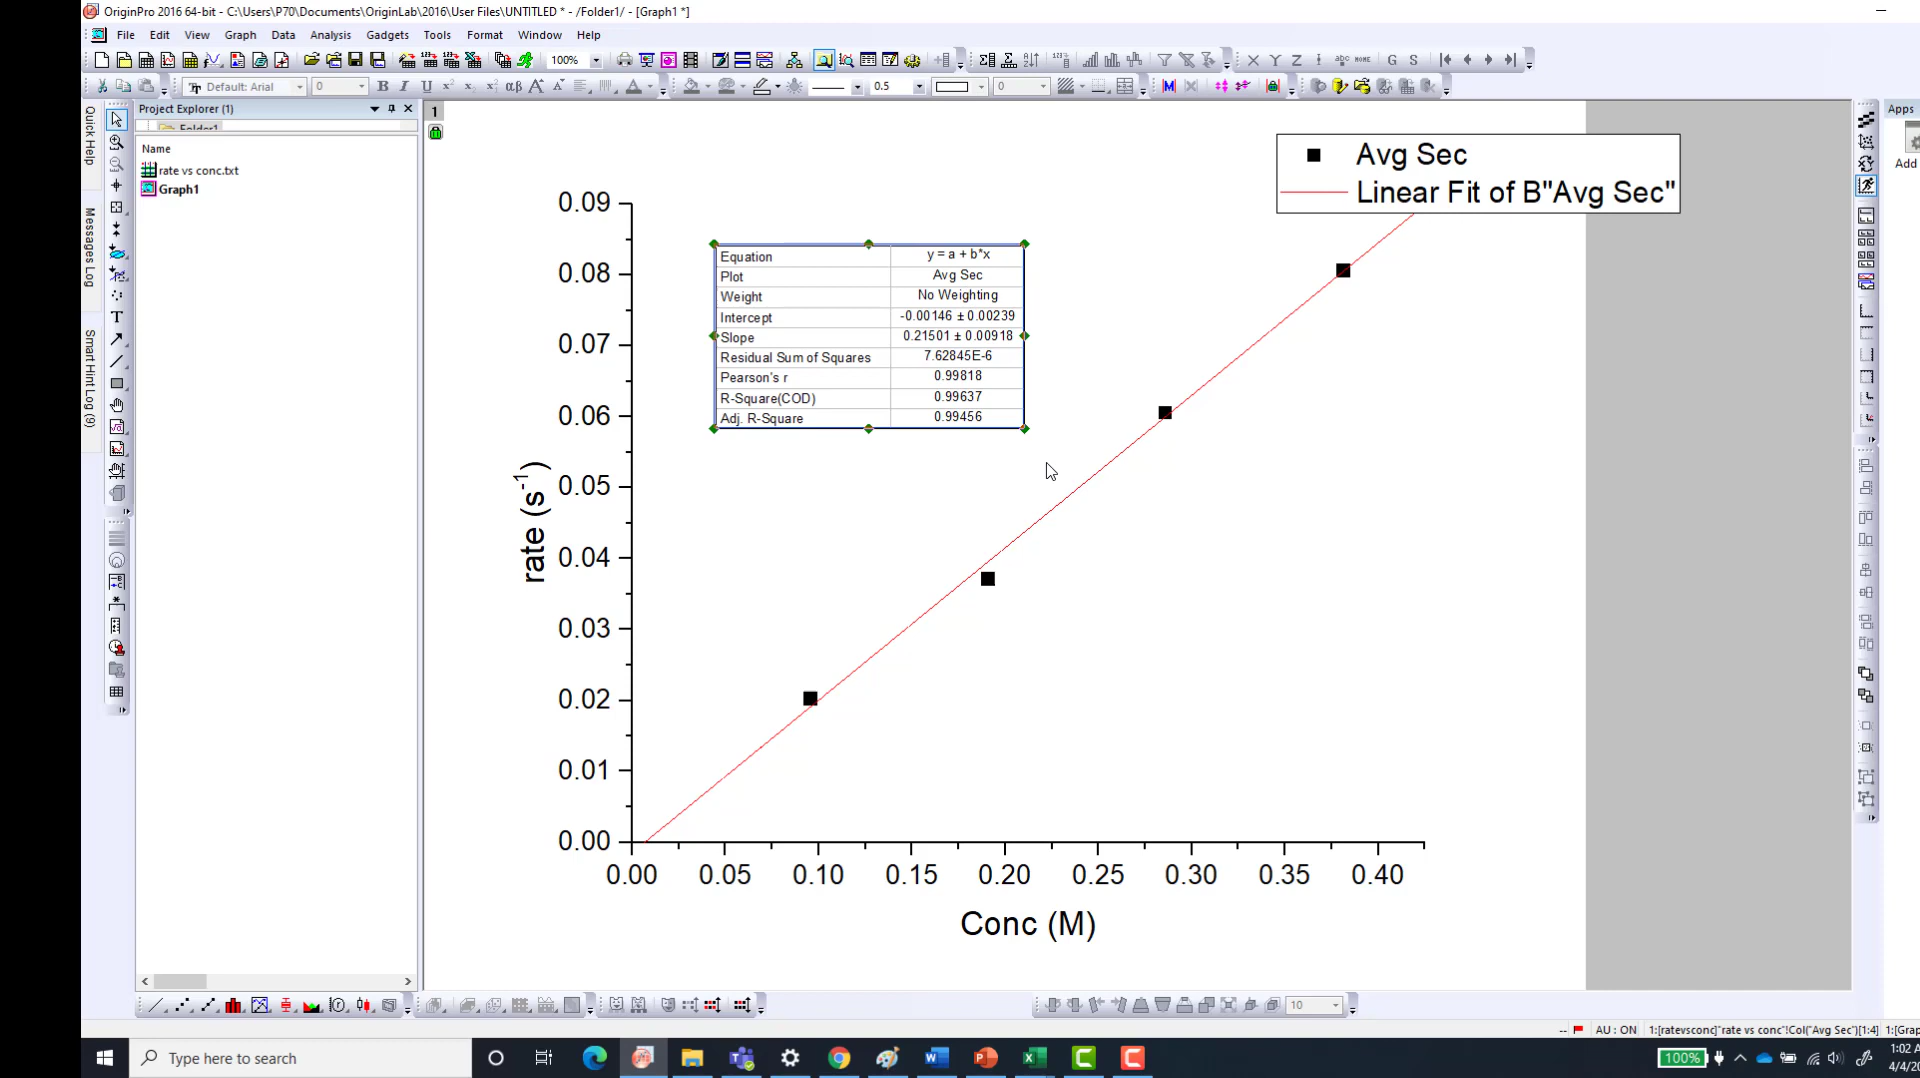 OriginPro 2016 64-bit - C:\Users\P70\Documents\OriginLab\2016\User Files\UNTITLED * - /Folder1/ - [Graph1 *]
File Edit View Graph Data Analysis Gadgets Tools Format Window Help
100%
G S
Default: Arial 0 B I U αβ A A 0.5 0
Quick Help
Messages Log
Smart Hint Log (9)
Project Explorer (1)
Folder1
Name
rate vs conc.txt
Graph1
1
Apps
Add
Avg Sec
Linear Fit of B"Avg Sec"
Equation y = a + b*x
Plot Avg Sec
Weight No Weighting
Intercept -0.00146 ± 0.00239
Slope 0.21501 ± 0.00918
Residual Sum of Squares 7.62845E-6
Pearson's r 0.99818
R-Square(COD) 0.99637
Adj. R-Square 0.99456
0.09
0.08
0.07
0.06
0.05
0.04
0.03
0.02
0.01
0.00
rate (s⁻¹)
0.00 0.05 0.10 0.15 0.20 0.25 0.30 0.35 0.40
Conc (M)
10
-- AU : ON 1:[ratevsconc]"rate vs conc"!Col("Avg Sec")[1:4] 1:[Grap
Type here to search
100%
1:02 A
4/4/20